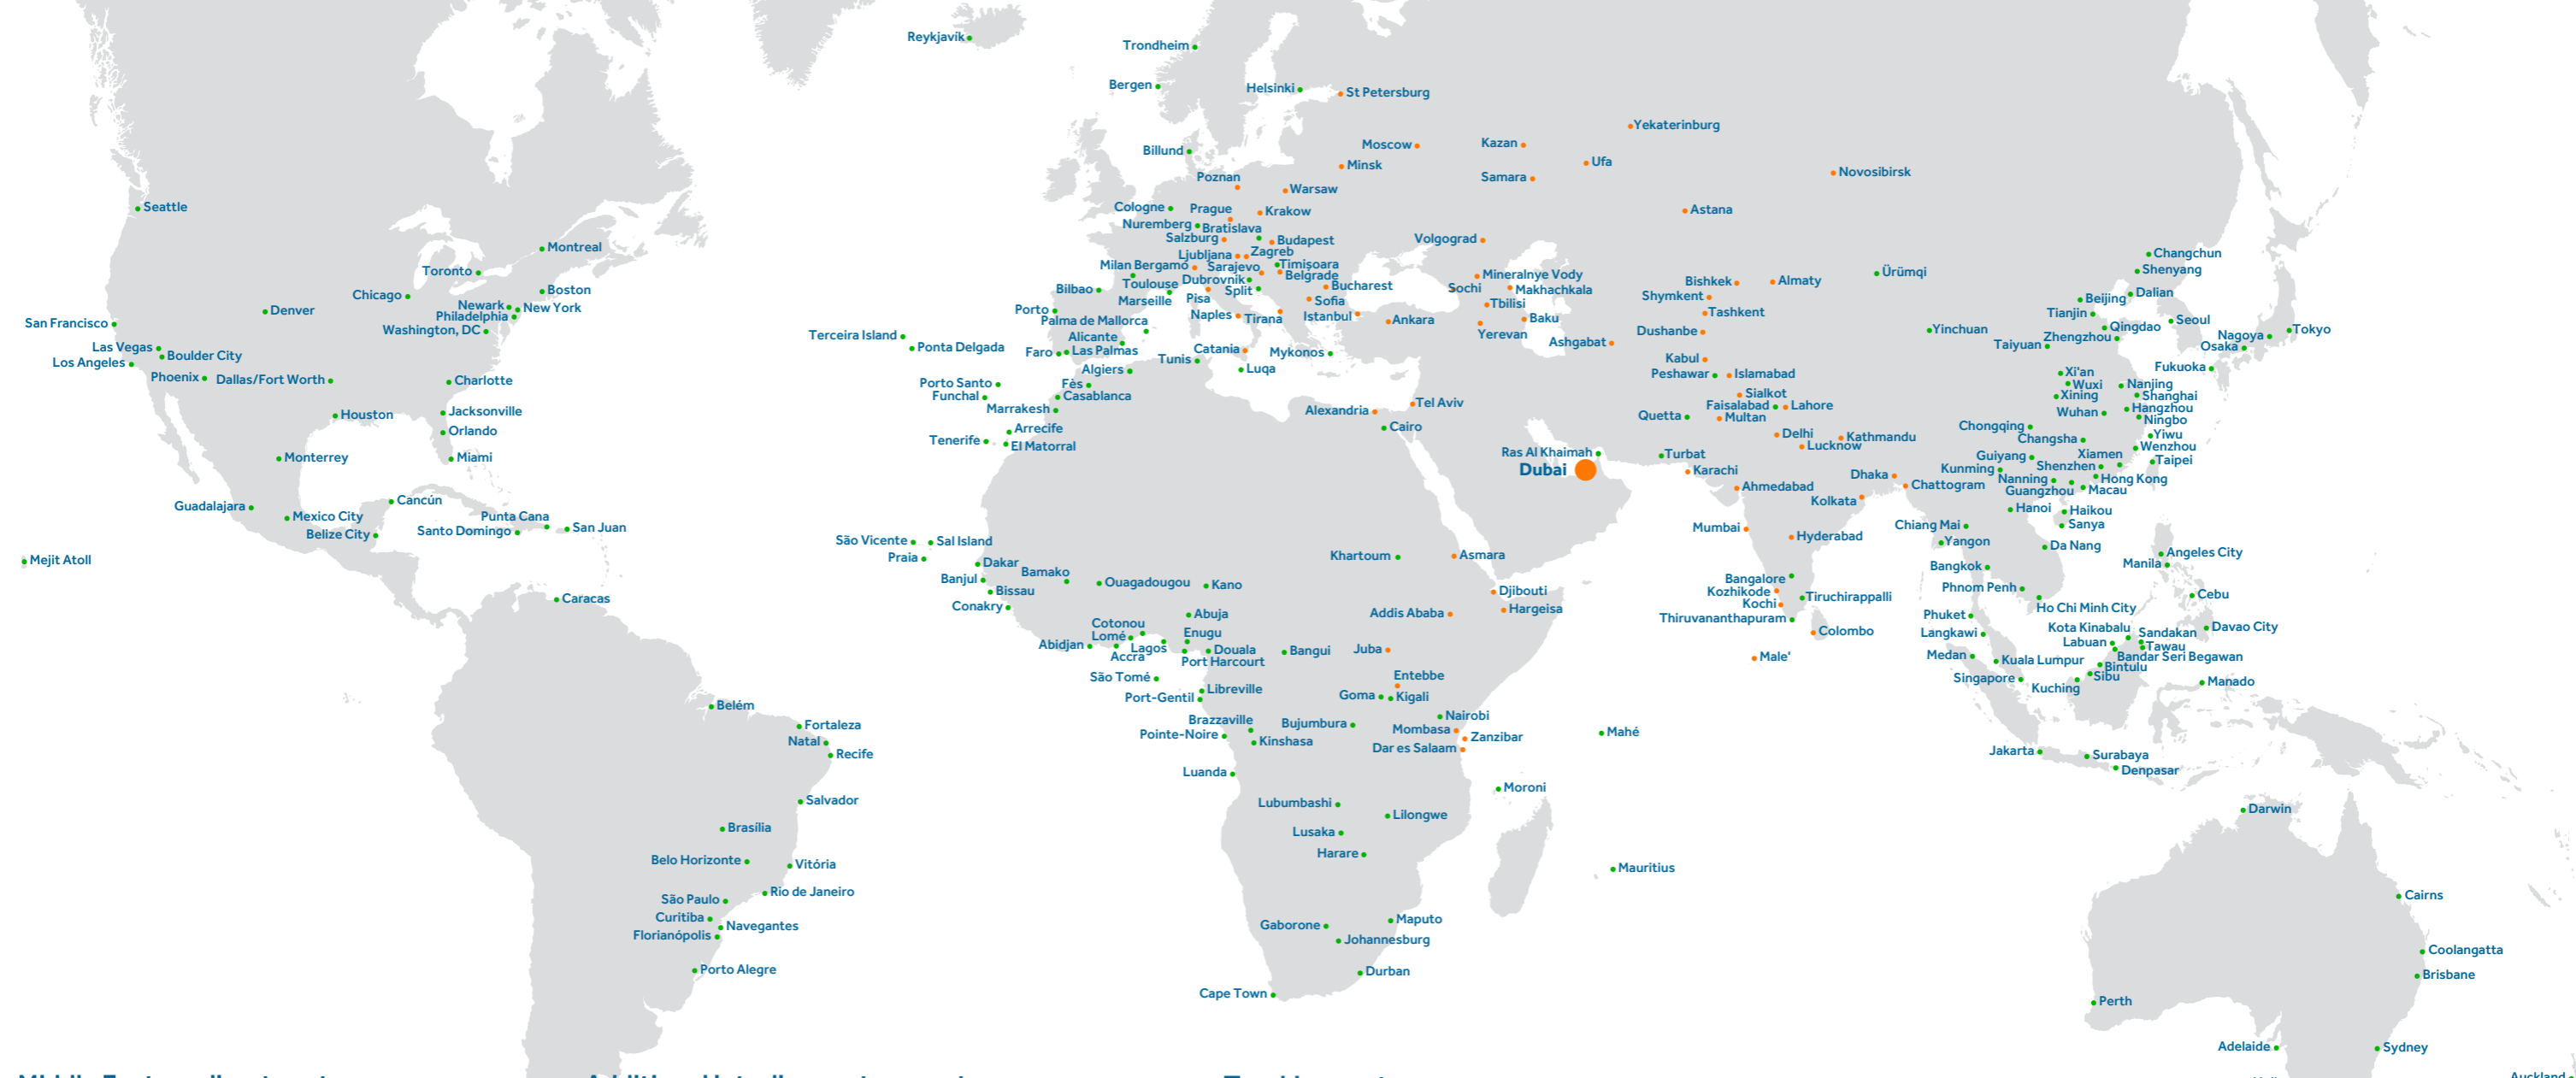 Reykjavík
Trondheim
Bergen
Helsinki
St Petersburg
Yekaterinburg
Moscow
Kazan
Billund
Minsk
Ufa
Samara
Novosibirsk
Poznan
Warsaw
Seattle
Cologne
Prague
Krakow
Astana
Nuremberg
Bratislava
Salzburg
Budapest
Volgograd
Montreal
Ljubljana
Zagreb
Changchun
Toronto
Milan Bergamo
Sarajevo
Timișoara
Belgrade
Mineralnye Vody
Ürümqi
Shenyang
Toulouse
Dubrovnik
Bishkek
Almaty
Chicago
Boston
Bilbao
Marseille
Pisa
Split
Bucharest
Sochi
Makhachkala
Shymkent
Beijing
Dalian
Denver
Newark
New York
Philadelphia
Porto
Palma de Mallorca
Naples
Tirana
Sofia
Istanbul
Ankara
Tbilisi
Baku
Tashkent
Tianjin
Seoul
San Francisco
Washington, DC
Terceira Island
Ponta Delgada
Alicante
Yerevan
Dushanbe
Yinchuan
Qingdao
Zhengzhou
Nagoya
Tokyo
Las Vegas
Boulder City
Los Angeles
Faro
Las Palmas
Tunis
Catania
Mykonos
Ashgabat
Taiyuan
Osaka
Phoenix
Dallas/Fort Worth
Charlotte
Algiers
Luqa
Kabul
Peshawar
Islamabad
Fukuoka
Porto Santo
Funchal
Fès
Casablanca
Xi'an
Wuxi
Xining
Nanjing
Shanghai
Houston
Jacksonville
Marrakesh
Alexandria
Tel Aviv
Sialkot
Faisalabad
Lahore
Quetta
Multan
Wuhan
Hangzhou
Ningbo
Orlando
Arrecife
Tenerife
El Matorral
Cairo
Delhi
Kathmandu
Lucknow
Chongqing
Changsha
Yiwu
Wenzhou
Monterrey
Miami
Ras Al Khaimah
Dubai
Turbat
Karachi
Guiyang
Xiamen
Kunming
Shenzhen
Taipei
Ahmedabad
Dhaka
Chattogram
Kolkata
Nanning
Guangzhou
Hong Kong
Macau
Guadalajara
Cancún
Mexico City
Belize City
Punta Cana
Santo Domingo
San Juan
Hanoi
Haikou
Sanya
Mumbai
Hyderabad
Chiang Mai
Yangon
Da Nang
São Vicente
Sal Island
Praia
Mejit Atoll
Dakar
Khartoum
Asmara
Angeles City
Manila
Bangkok
Banjul
Bamako
Ouagadougou
Kano
Bissau
Djibouti
Bangalore
Kozhikode
Tiruchirappalli
Phnom Penh
Cebu
Caracas
Conakry
Abuja
Addis Ababa
Hargeisa
Kochi
Thiruvananthapuram
Ho Chi Minh City
Phuket
Cotonou
Lomé
Enugu
Colombo
Langkawi
Kota Kinabalu
Sandakan
Davao City
Abidjan
Accra
Lagos
Douala
Port Harcourt
Bangui
Juba
Male'
Labuan
Tawau
Medan
Kuala Lumpur
Bandar Seri Begawan
Bintulu
São Tomé
Entebbe
Singapore
Sibu
Kuching
Manado
Libreville
Port-Gentil
Goma
Kigali
Belém
Fortaleza
Brazzaville
Bujumbura
Nairobi
Pointe-Noire
Kinshasa
Mombasa
Zanzibar
Mahé
Natal
Recife
Dar es Salaam
Jakarta
Surabaya
Luanda
Denpasar
Moroni
Salvador
Lubumbashi
Lilongwe
Darwin
Brasília
Lusaka
Belo Horizonte
Vitória
Harare
Mauritius
Rio de Janeiro
São Paulo
Cairns
Curitiba
Navegantes
Florianópolis
Gaborone
Maputo
Johannesburg
Coolangatta
Porto Alegre
Durban
Brisbane
Cape Town
Perth
Adelaide
Sydney
Auckland